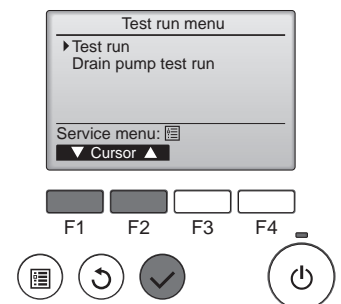 Test run menu
Test run
Drain pump test run
Service menu:
▼ Cursor ▲
F1 F2 F3 F4